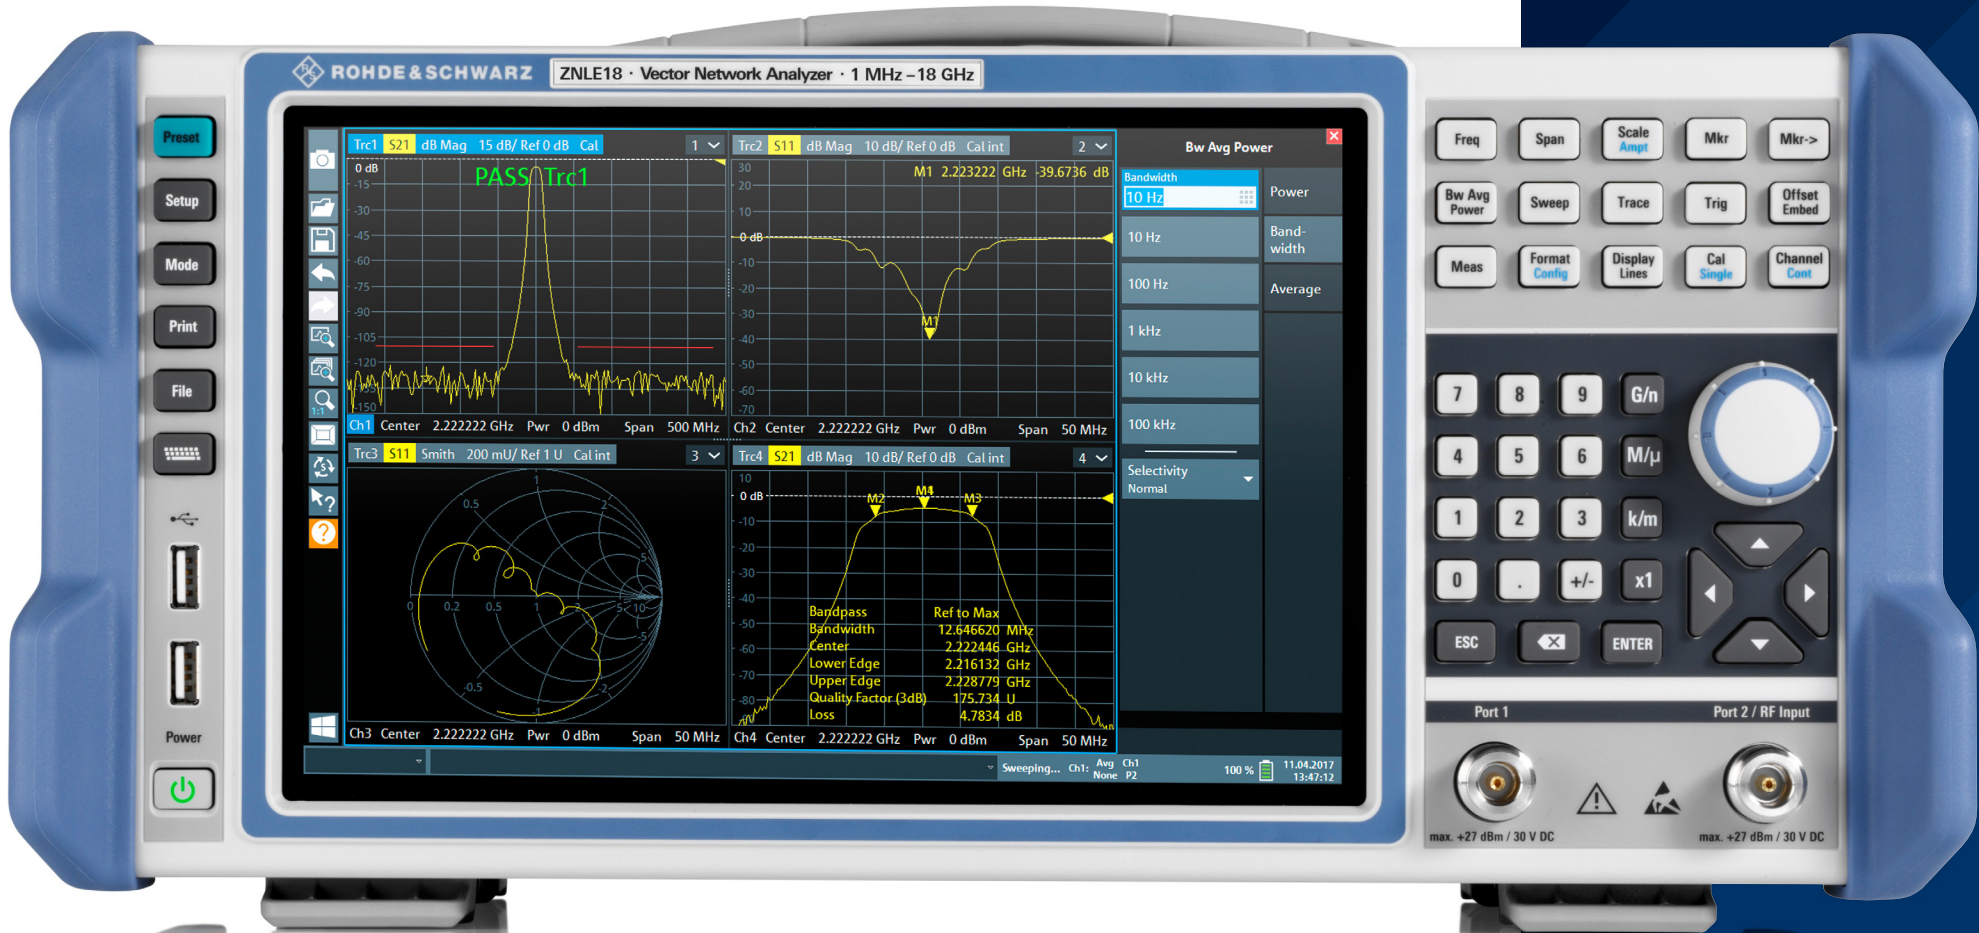 ROHDE&SCHWARZ
ZNLE18 · Vector Network Analyzer · 1 MHz – 18 GHz
Preset
Setup
Mode
Print
File
Power
Trc1 S21 dB Mag 15 dB/ Ref 0 dB Cal 1
0 dB
-15
-30
-45
-60
-75
-90
-105
-120
-150
PASS Trc1
Ch1 Center 2.222222 GHz Pwr 0 dBm Span 500 MHz
Trc2 S11 dB Mag 10 dB/ Ref 0 dB Cal int 2
M1 2.223222 GHz -39.6736 dB
30
20
10
0 dB
-10
-20
-30
-40
-50
-60
-70
M1
Ch2 Center 2.222222 GHz Pwr 0 dBm Span 50 MHz
Trc3 S11 Smith 200 mU/ Ref 1 U Cal int 3
1
0.5
2
5
0 0.2 0.5 1 2 5 10
-5
-0.5
-2
-1
Ch3 Center 2.222222 GHz Pwr 0 dBm Span 50 MHz
Trc4 S21 dB Mag 10 dB/ Ref 0 dB Cal int 4
10
0 dB
-10
-20
-30
-40
-50
-60
-70
-80
M2 M4 M3
Bandpass Ref to Max
Bandwidth 12.646620 MHz
Center 2.222446 GHz
Lower Edge 2.216132 GHz
Upper Edge 2.228779 GHz
Quality Factor (3dB) 175.734 U
Loss 4.7834 dB
Ch4 Center 2.222222 GHz Pwr 0 dBm Span 50 MHz
1:1
Bw Avg Power
Bandwidth
10 Hz
10 Hz
100 Hz
1 kHz
10 kHz
100 kHz
Selectivity
Normal
Power
Band-
width
Average
Sweeping... Ch1: Avg None Ch1 P2 100 % 11.04.2017
13:47:12
Freq Span Scale Ampt Mkr Mkr->
Bw Avg Power Sweep Trace Trig Offset Embed
Meas Format Config Display Lines Cal Single Channel Cont
7 8 9 G/n
4 5 6 M/μ
1 2 3 k/m
0 . +/- x1
ESC ENTER
Port 1 Port 2 / RF Input
max. +27 dBm / 30 V DC max. +27 dBm / 30 V DC